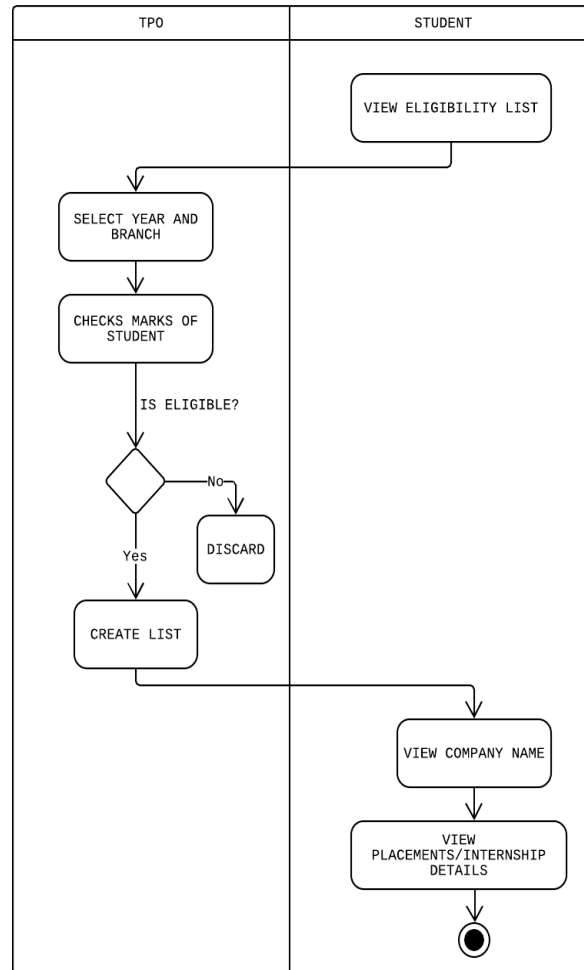 TPO
STUDENT
VIEW ELIGIBILITY LIST
SELECT YEAR AND
BRANCH
CHECKS MARKS OF
STUDENT
IS ELIGIBLE?
No
DISCARD
Yes
CREATE LIST
VIEW COMPANY NAME
VIEW
PLACEMENTS/INTERNSHIP
DETAILS